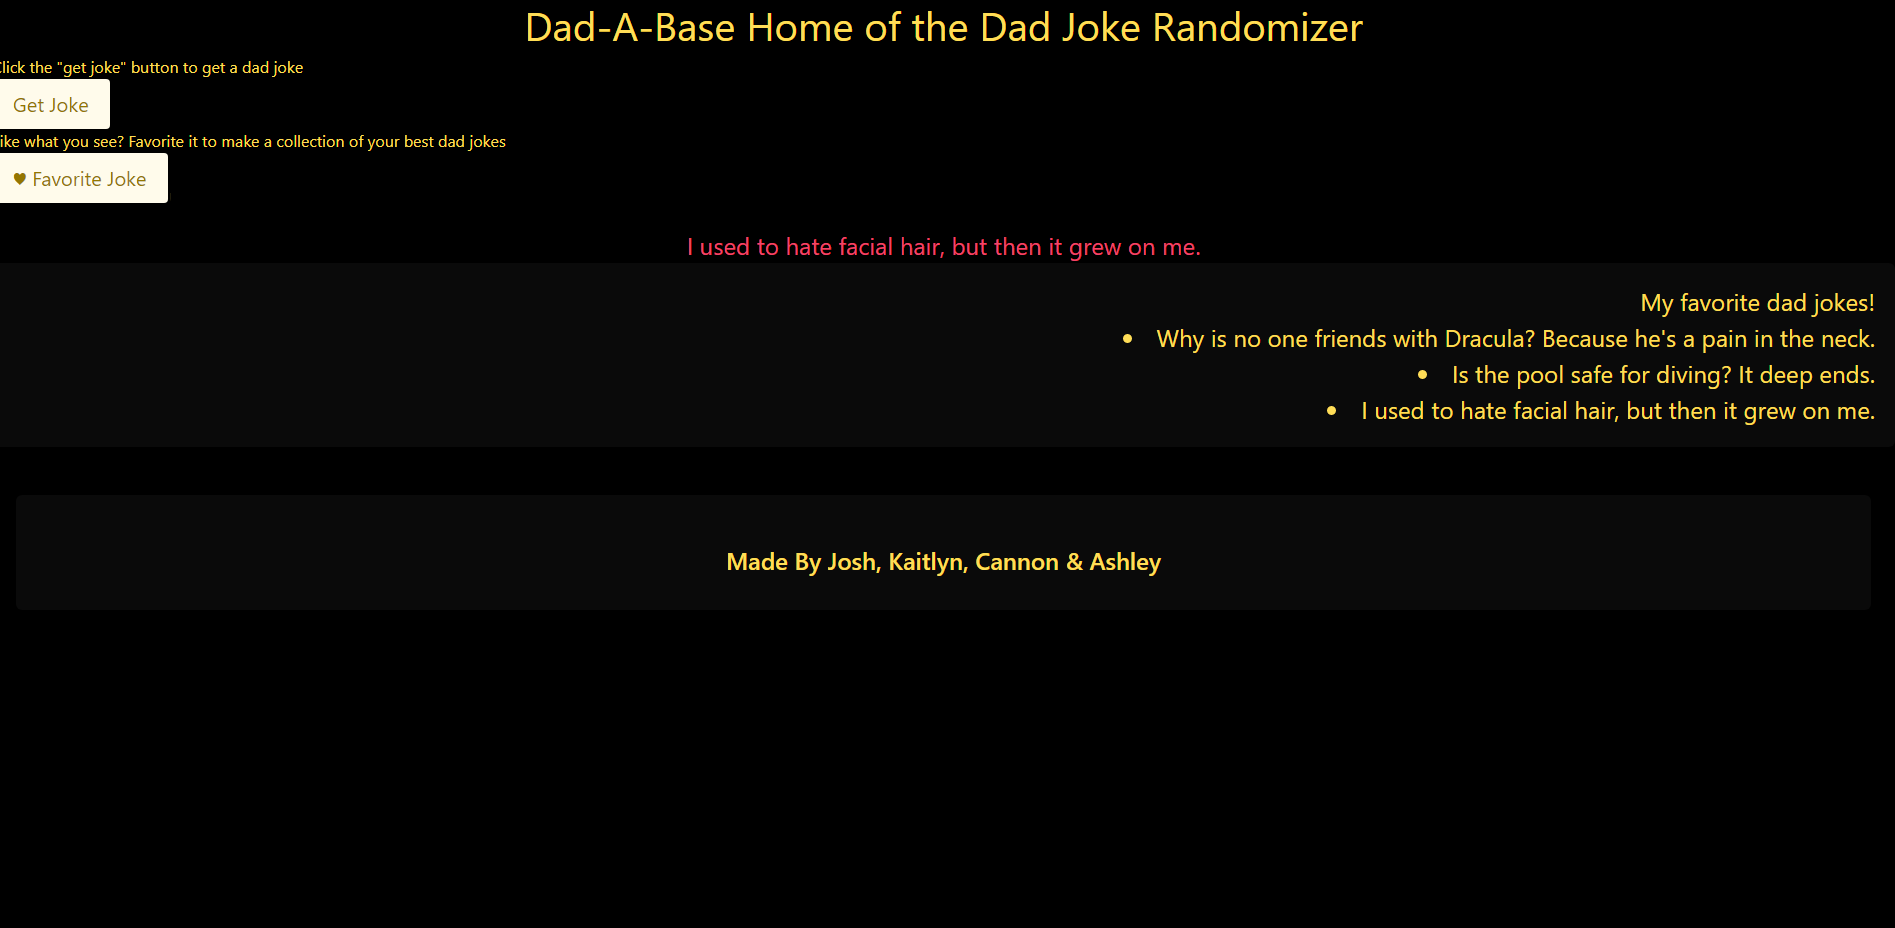 Dad-A-Base Home of the Dad Joke Randomizer
Click the "get joke" button to get a dad joke
Get Joke
ike what you see? Favorite it to make a collection of your best dad jokes
♥ Favorite Joke
I used to hate facial hair, but then it grew on me.
My favorite dad jokes!
• Why is no one friends with Dracula? Because he's a pain in the neck.
• Is the pool safe for diving? It deep ends.
• I used to hate facial hair, but then it grew on me.
Made By Josh, Kaitlyn, Cannon & Ashley